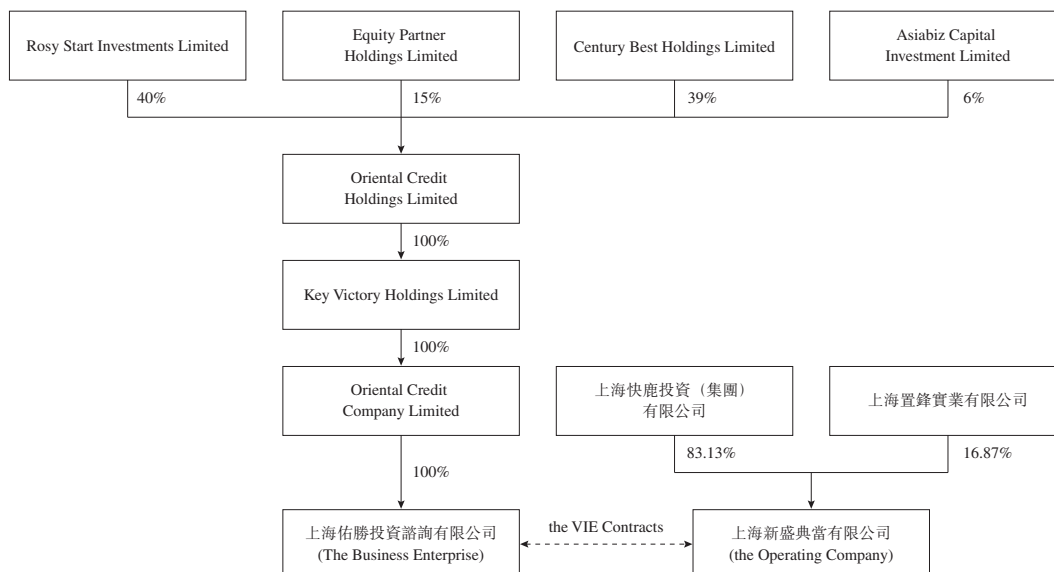 Rosy Start Investments Limited
Equity Partner
Holdings Limited
Century Best Holdings Limited
Asiabiz Capital
Investment Limited
40%
15%
39%
6%
Oriental Credit
Holdings Limited
100%
Key Victory Holdings Limited
100%
Oriental Credit
Company Limited
上海快鹿投資（集團）
有限公司
上海置鋒實業有限公司
83.13%
16.87%
100%
上海佑勝投資諮詢有限公司
(The Business Enterprise)
the VIE Contracts
上海新盛典當有限公司
(the Operating Company)